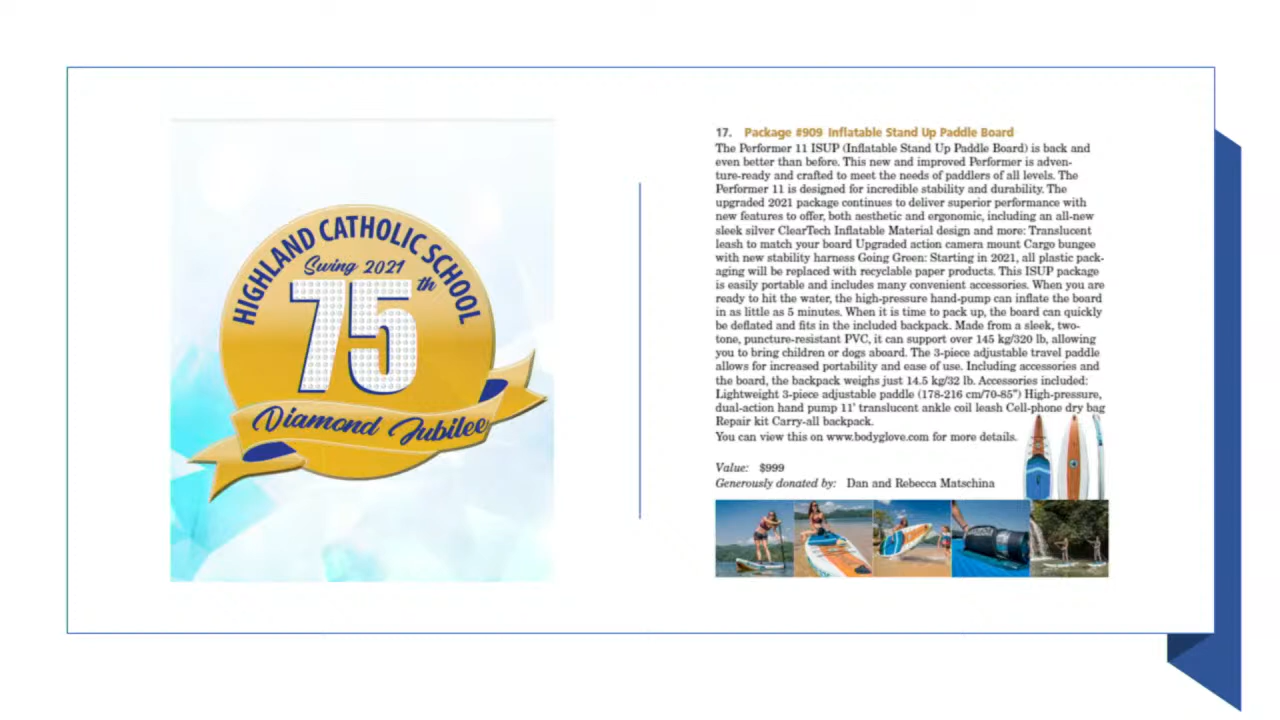 HIGHLAND CATHOLIC SCHOOL
Swing 2021
75th
Diamond Jubilee
17. Package #909 Inflatable Stand Up Paddle Board
The Performer 11 ISUP (Inflatable Stand Up Paddle Board) is back and
even better than before. This new and improved Performer is adven-
ture-ready and crafted to meet the needs of paddlers of all levels. The
Performer 11 is designed for incredible stability and durability. The
upgraded 2021 package continues to deliver superior performance with
new features to offer, both aesthetic and ergonomic, including an all-new
sleek silver ClearTech Inflatable Material design and more: Translucent
leash to match your board Upgraded action camera mount Cargo bungee
with new stability harness Going Green: Starting in 2021, all plastic pack-
aging will be replaced with recyclable paper products. This ISUP package
is easily portable and includes many convenient accessories. When you are
ready to hit the water, the high-pressure hand-pump can inflate the board
in as little as 5 minutes. When it is time to pack up, the board can quickly
be deflated and fits in the included backpack. Made from a sleek, two-
tone, puncture-resistant PVC, it can support over 145 kg/320 lb, allowing
you to bring children or dogs aboard. The 3-piece adjustable travel paddle
allows for increased portability and ease of use. Including accessories and
the board, the backpack weighs just 14.5 kg/32 lb. Accessories included:
Lightweight 3-piece adjustable paddle (178-216 cm/70-85") High-pressure,
dual-action hand pump 11' translucent ankle coil leash Cell-phone dry bag
Repair kit Carry-all backpack.
You can view this on www.bodyglove.com for more details.
Value: $999
Generously donated by: Dan and Rebecca Matschina